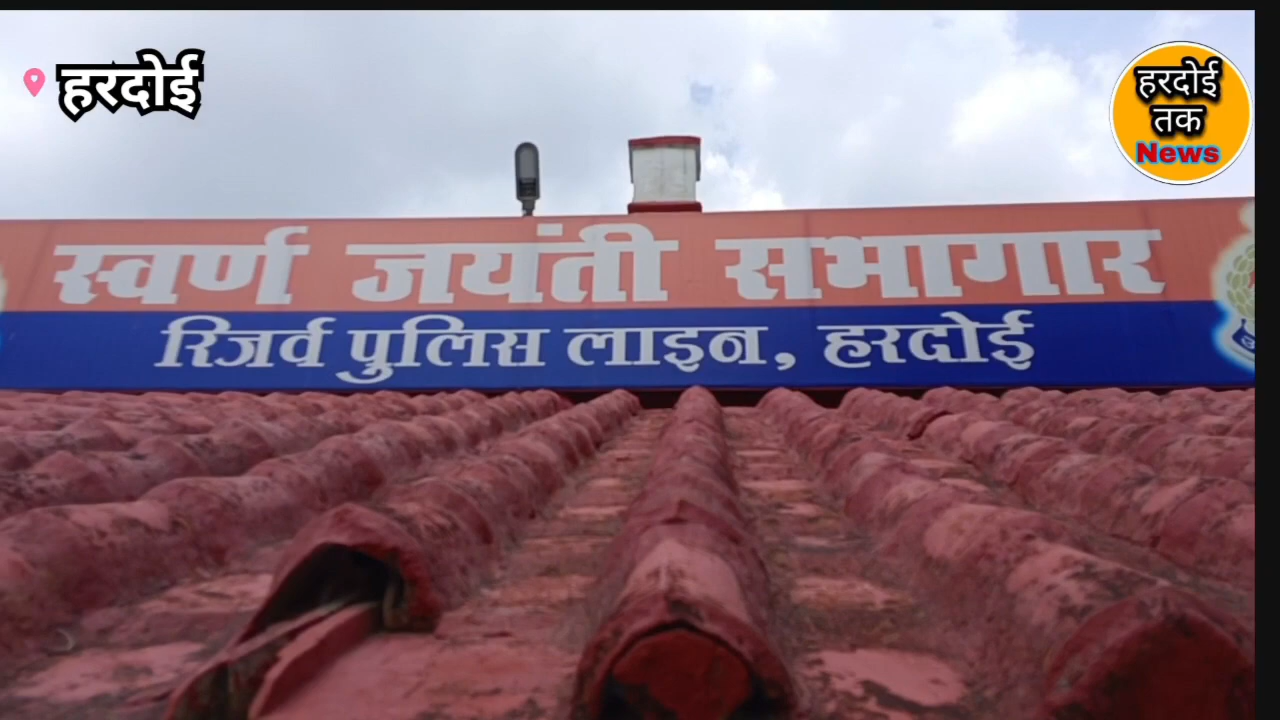 हरदोई
हरदोई
तक
News
स्वर्ण जयंती सभागार
रिजर्व पुलिस लाइन, हरदोई